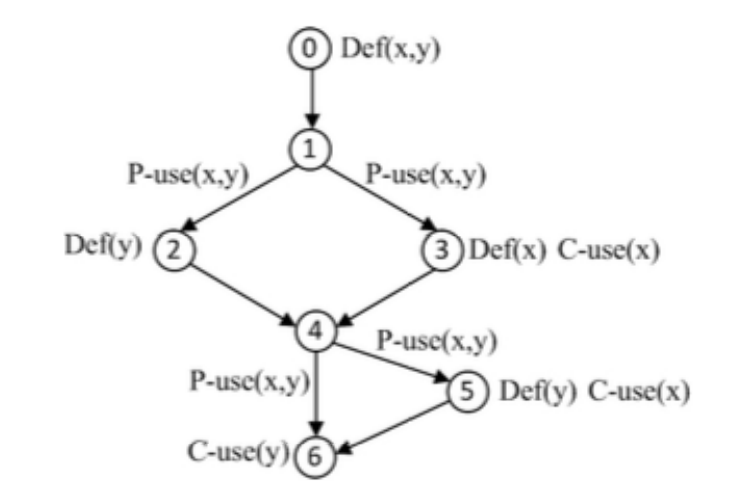 0 Def(x,y)
1
P-use(x,y) P-use(x,y)
Def(y) 2 3 Def(x) C-use(x)
4
P-use(x,y)
P-use(x,y)
5 Def(y) C-use(x)
C-use(y) 6